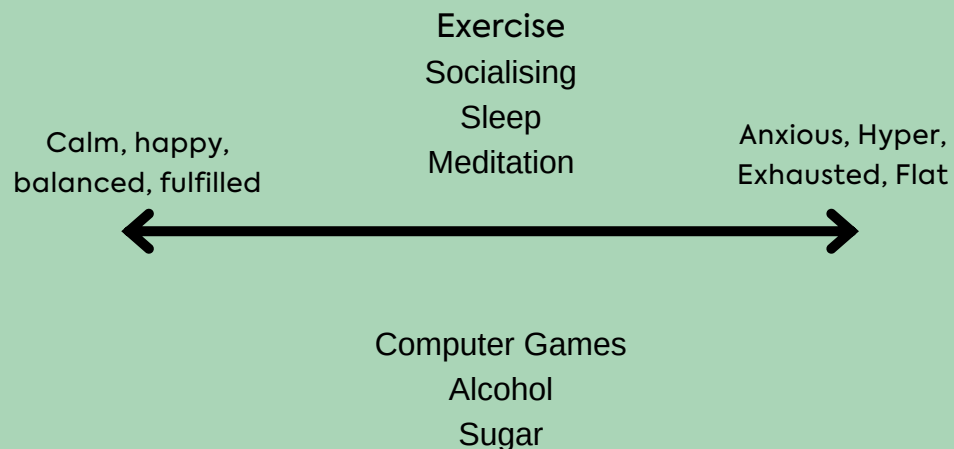 Exercise
Socialising
Sleep
Meditation
Calm, happy,
balanced, fulfilled
Anxious, Hyper,
Exhausted, Flat
Computer Games
Alcohol
Sugar